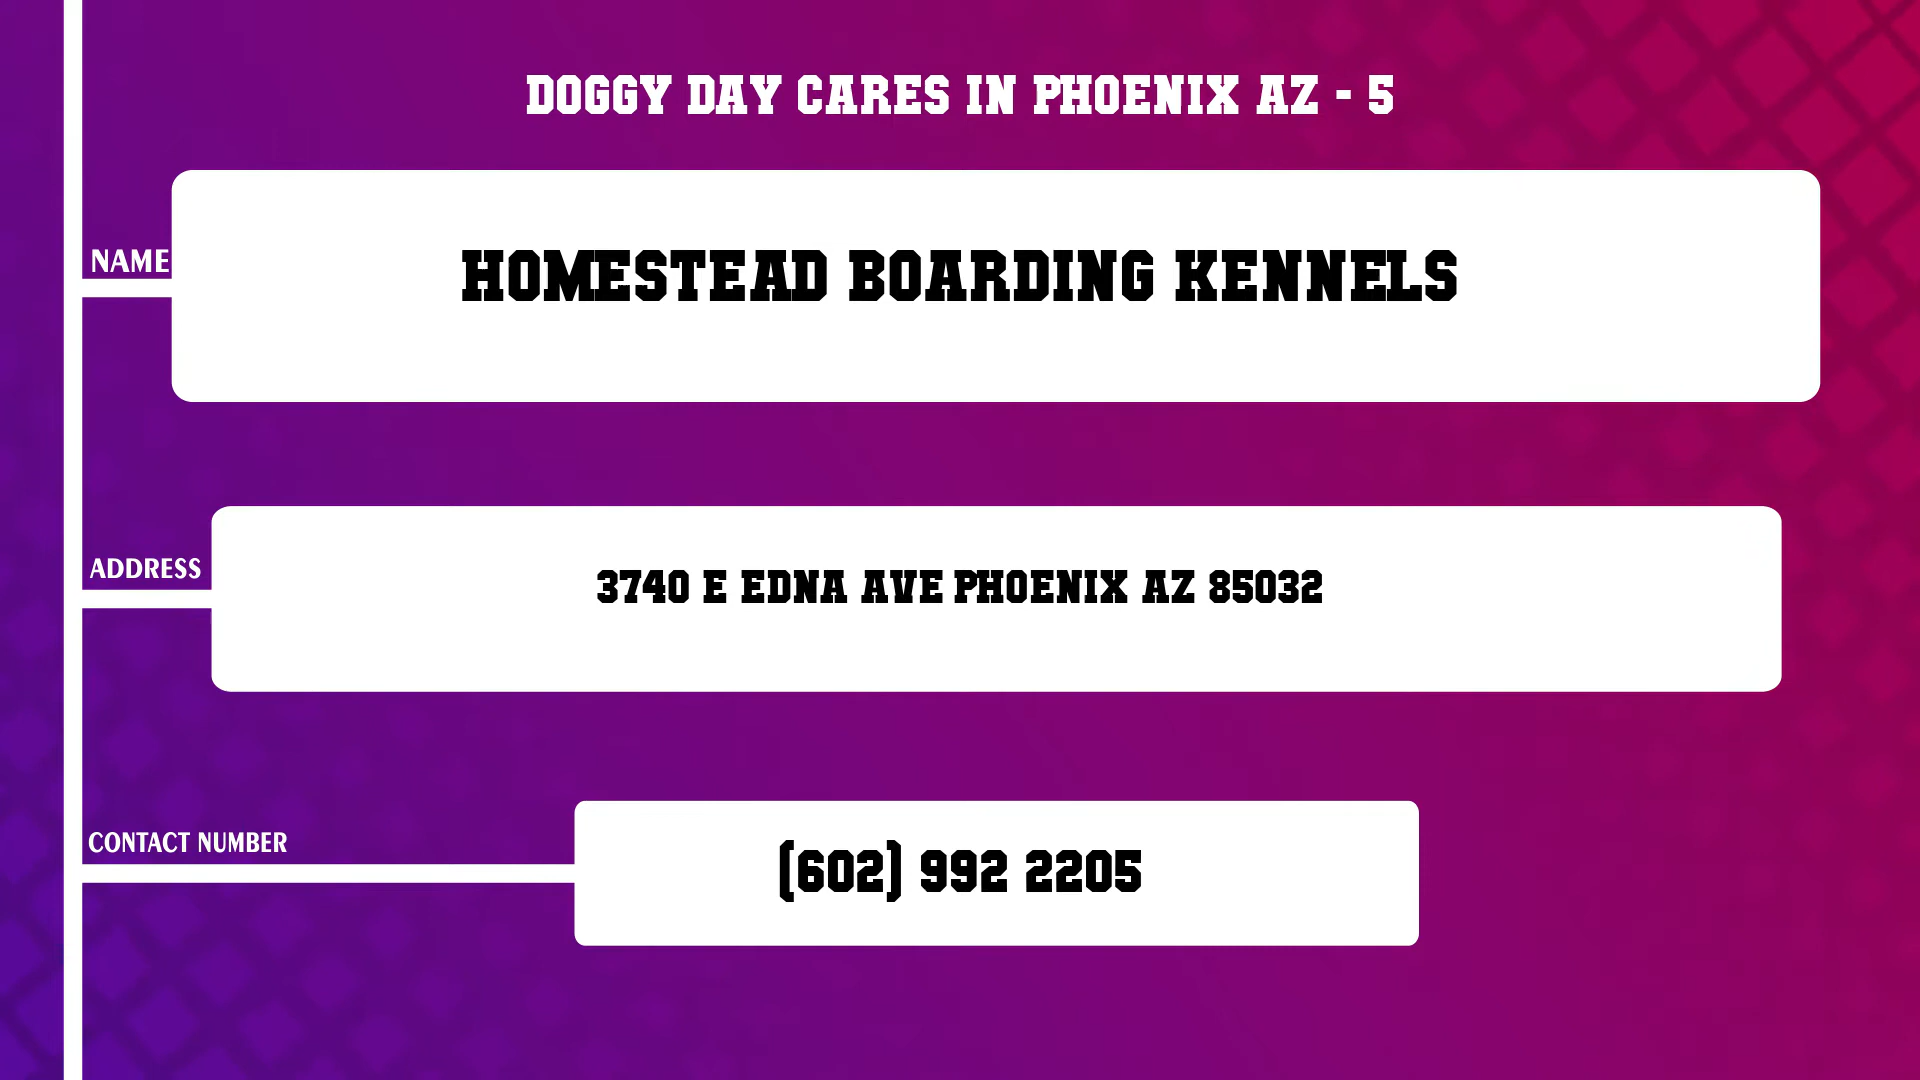 DOGGY DAY CARES IN PHOENIX AZ - 5
NAME
HOMESTEAD BOARDING KENNELS
ADDRESS
3740 E EDNA AVE PHOENIX AZ 85032
CONTACT NUMBER
(602) 992 2205